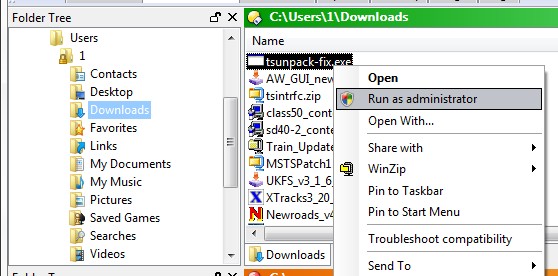 Folder Tree
Users
1
Contacts
Desktop
Downloads
Favorites
Links
My Documents
My Music
Pictures
Saved Games
Searches
Videos
C:\Users\1\Downloads
Name
tsunpack-fix.exe
AW_GUI_new
tsintrfc.zip
class50_conte
sd40-2_conte
Train_Update
MSTSPatch1
UKFS_v3_1_6_
XTracks3_20_
Newroads_v4
Downloads
Open
Run as administrator
Open With...
Share with
WinZip
Pin to Taskbar
Pin to Start Menu
Troubleshoot compatibility
Send To
Folder Tree